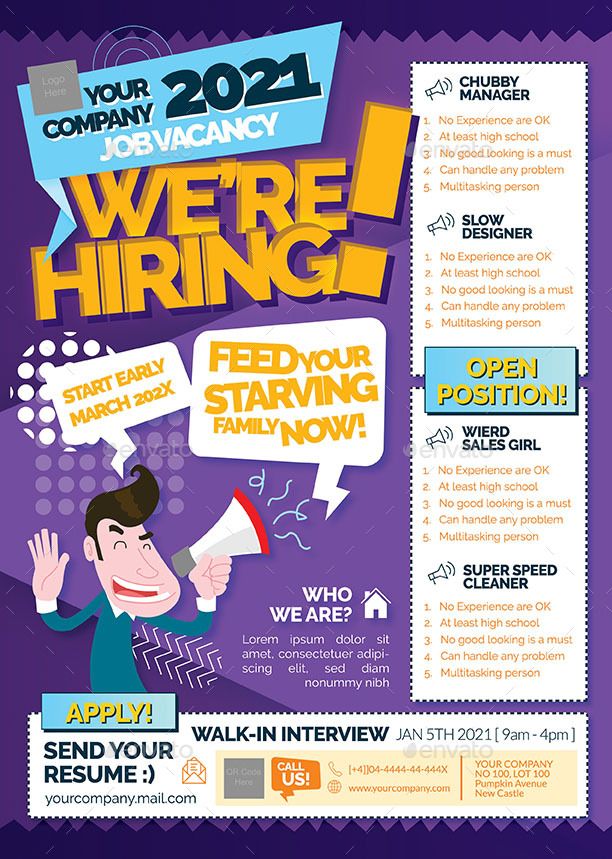 Logo
Here
YOUR
COMPANY
2021
JOB VACANCY
WE'RE
HIRING!
START EARLY
MARCH 202X
FEED YOUR
STARVING
FAMILY NOW!
CHUBBY
MANAGER
1. No Experience are OK
2. At least high school
3. No good looking is a must
4. Can handle any problem
5. Multitasking person
SLOW
DESIGNER
1. No Experience are OK
2. At least high school
3. No good looking is a must
4. Can handle any problem
5. Multitasking person
OPEN
POSITION!
WIERD
SALES GIRL
1. No Experience are OK
2. At least high school
3. No good looking is a must
4. Can handle any problem
5. Multitasking person
SUPER SPEED
CLEANER
1. No Experience are OK
2. At least high school
3. No good looking is a must
4. Can handle any problem
5. Multitasking person
WHO
WE ARE?
Lorem ipsum dolor sit
amet, consectetuer adipi-
scing elit, sed diam
nonummy nibh
APPLY!
SEND YOUR
RESUME :)
yourcompany.mail.com
WALK-IN INTERVIEW JAN 5TH 2021 [ 9am - 4pm ]
QR Code
Here
CALL
US!
[+4]]04-4444-44-444X
www.yourcompany.com
YOUR COMPANY
NO 100, LOT 100
Pumpkin Avenue
New Castle
envato
envato
envato
envato
envato
envato